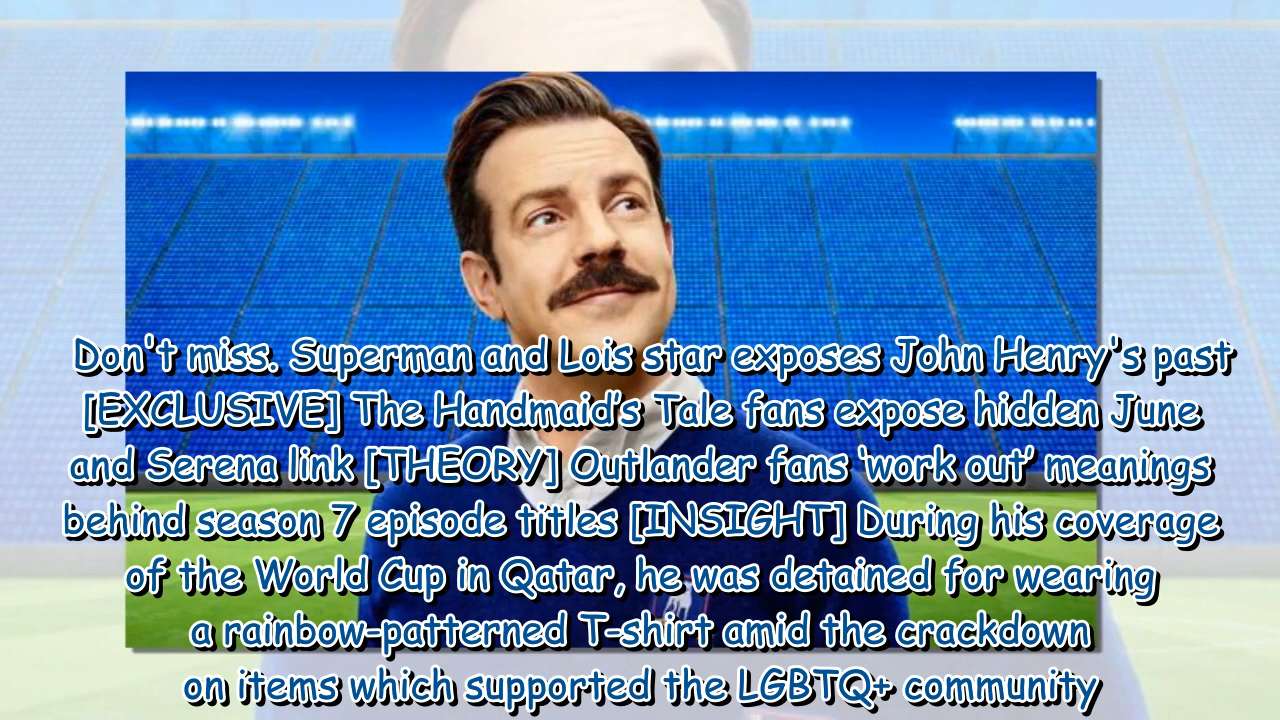 Don't miss. Superman and Lois star exposes John Henry's past
[EXCLUSIVE] The Handmaid’s Tale fans expose hidden June
and Serena link [THEORY] Outlander fans ‘work out’ meanings
behind season 7 episode titles [INSIGHT] During his coverage
of the World Cup in Qatar, he was detained for wearing
a rainbow-patterned T-shirt amid the crackdown
on items which supported the LGBTQ+ community